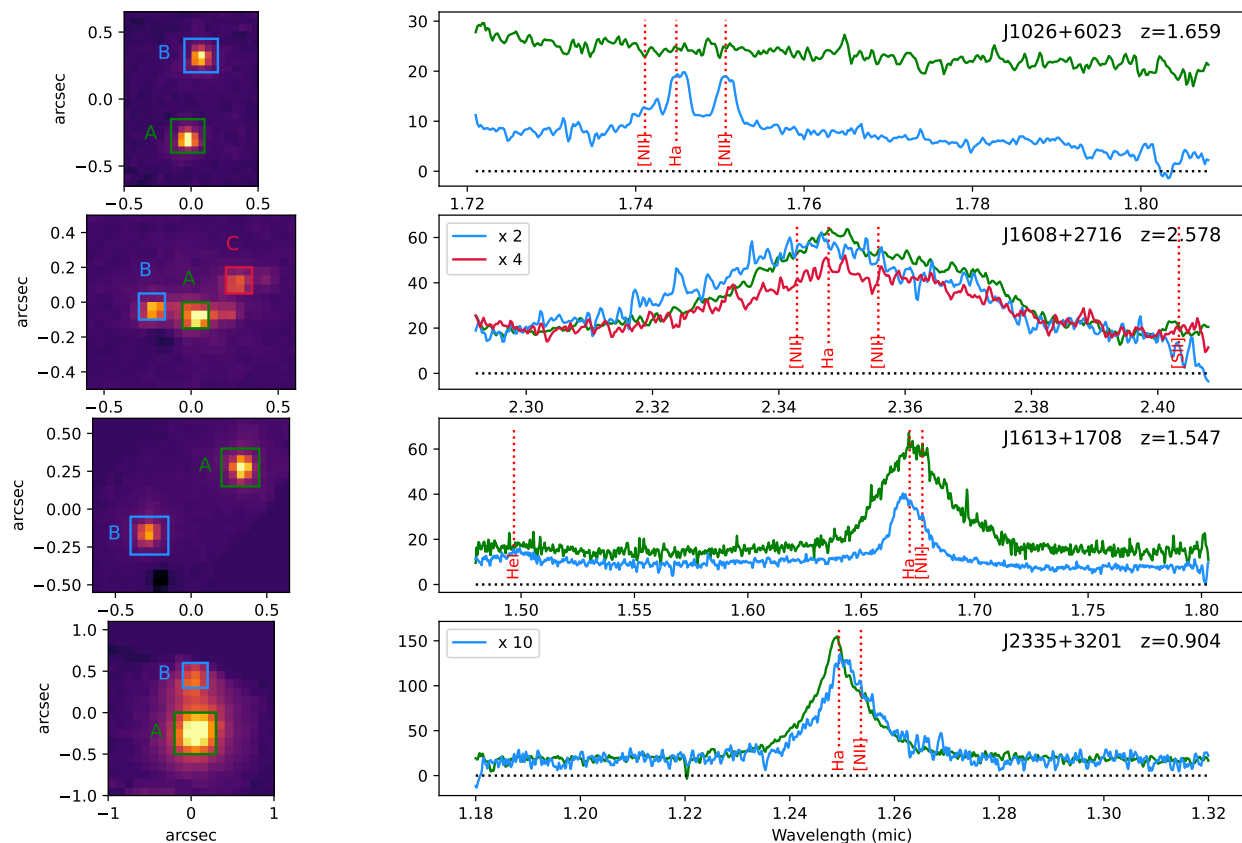 J1026+6023 z=1.659
arcsec
0.5
0.0
−0.5
B
A
−0.5 0.0 0.5
30
20
10
0
[NII]
Ha
[NII]
1.72 1.74 1.76 1.78 1.80
J1608+2716 z=2.578
arcsec
0.4
0.2
0.0
−0.2
−0.4
C
B
A
−0.5 0.0 0.5
x 2
x 4
60
40
20
0
[NII]
Ha
[NII]
[SII]
2.30 2.32 2.34 2.36 2.38 2.40
J1613+1708 z=1.547
arcsec
0.50
0.25
0.00
−0.25
−0.50
A
B
−0.5 0.0 0.5
60
40
20
0
HeI
Ha
[NII]
1.50 1.55 1.60 1.65 1.70 1.75 1.80
J2335+3201 z=0.904
arcsec
1.0
0.5
0.0
−0.5
−1.0
B
A
−1 0 1
arcsec
x 10
150
100
50
0
Ha
[NII]
1.18 1.20 1.22 1.24 1.26 1.28 1.30 1.32
Wavelength (mic)